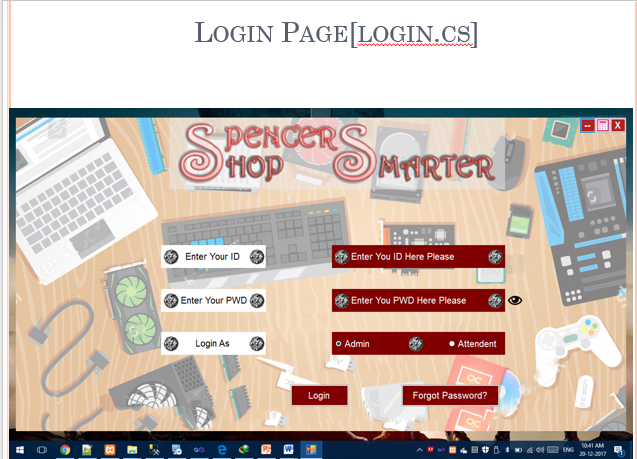 LOGIN PAGE[LOGIN.CS]
-- X
SPENCER SHOP SMARTER
Enter Your ID Enter You ID Here Please
Enter Your PWD Enter You PWD Here Please
Login As Admin Attendent
Login Forgot Password?
ENG 10:41 AM
20-12-2017